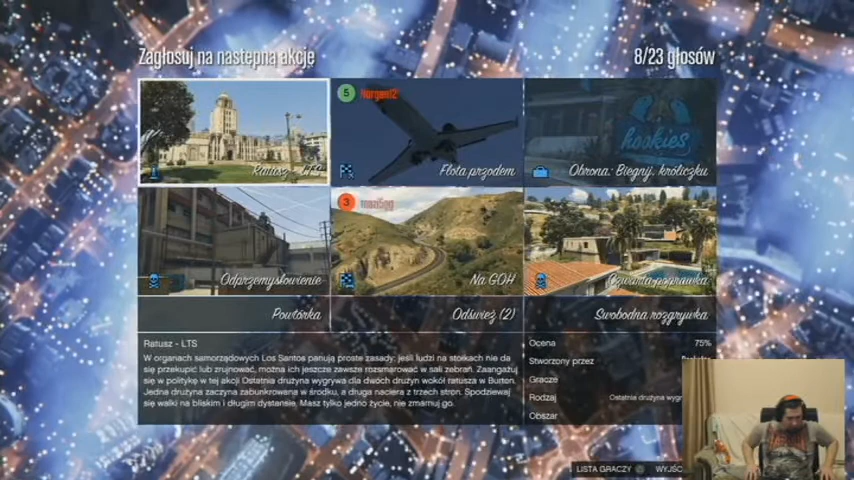 Zagłosuj na następną akcję
8/23 głosów
5
3
Ratusz - LTS
Flota przodem
hookies
Obrona: Biegnij, króliczku
Odprzemysłowienie
Na GOH
Czwarta poprawka
Powtórka
Odśwież (2)
Swobodna rozgrywka
Ratusz - LTS
W organach samorządowych Los Santos panują proste zasady: jeśli ludzi na stołkach nie da
się przekupić lub zrujnować, można ich jeszcze zawsze rozsmarować w sali zebrań. Zaangażuj
się w politykę w tej akcji Ostatnia drużyna wygrywa dla dwóch drużyn wokół ratusza w Burton.
Jedna drużyna zaczyna zabunkrowana w środku, a druga naciera z trzech stron. Spodziewaj
się walki na bliskim i długim dystansie. Masz tylko jedno życie, nie zmarnuj go.
Ocena 75%
Stworzony przez
Gracze
Rodzaj Ostatnia drużyna wygr
Obszar
LISTA GRACZY
WYJŚC